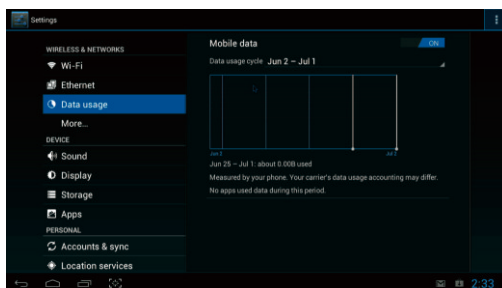 Settings
WIRELESS & NETWORKS
Wi-Fi
Ethernet
Data usage
More...
DEVICE
Sound
Display
Storage
Apps
PERSONAL
Accounts & sync
Location services
Mobile data
ON
Data usage cycle Jun 2 – Jul 1
Jun 2
Jul 2
Jun 25 – Jul 1: about 0.00B used
Measured by your phone. Your carrier's data usage accounting may differ.
No apps used data during this period.
2:33